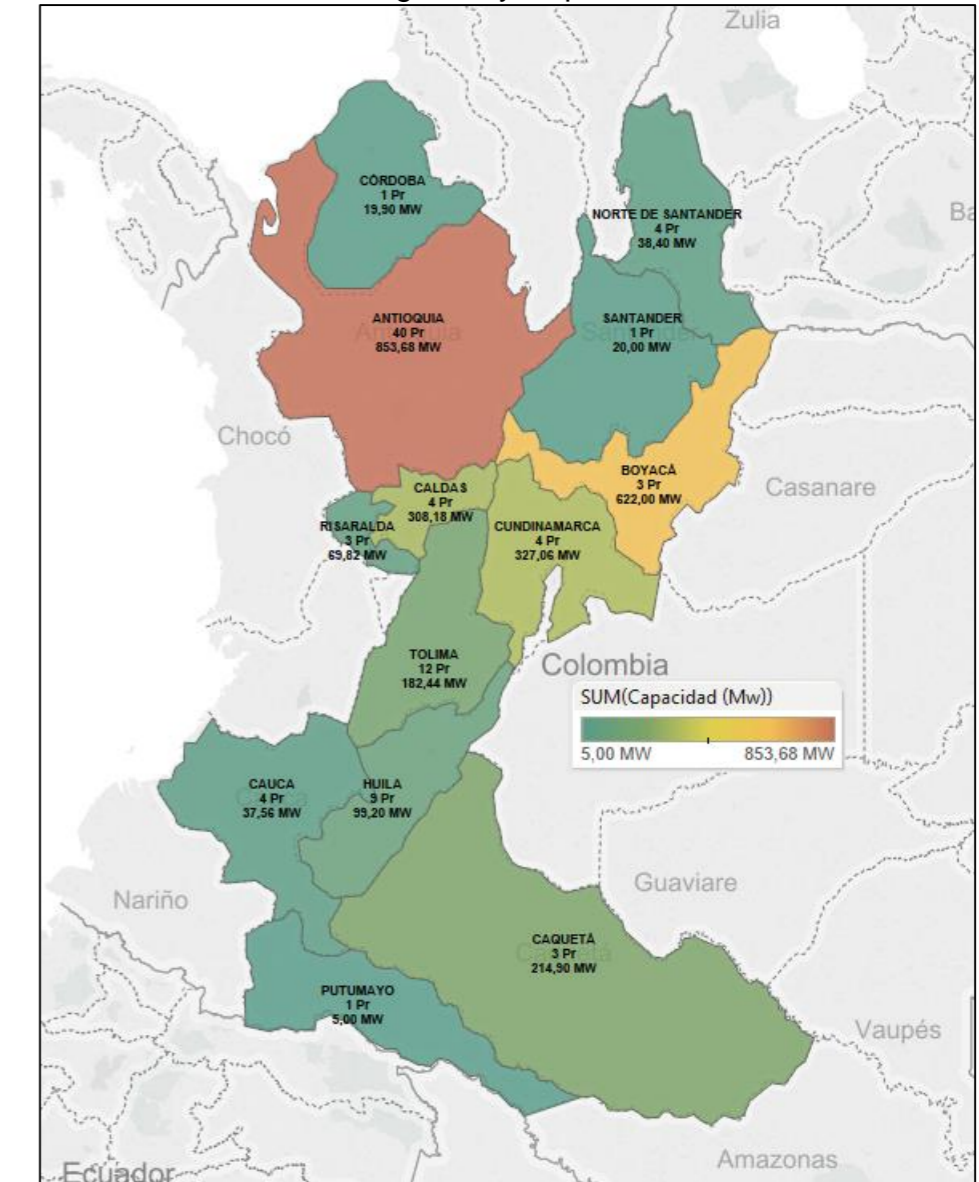 Zulia
CÓRDOBA
1 Pr
19,90 MW
NORTE DE SANTANDER
4 Pr
38,40 MW
Ba
ANTIOQUIA
40 Pr
853,68 MW
SANTANDER
1 Pr
20,00 MW
Chocó
BOYACÁ
3 Pr
622,00 MW
Casanare
CALDAS
4 Pr
308,18 MW
RISARALDA
3 Pr
69,82 MW
CUNDINAMARCA
4 Pr
327,06 MW
TOLIMA
12 Pr
182,44 MW
Colombia
SUM(Capacidad (Mw))
5,00 MW 853,68 MW
CAUCA
4 Pr
37,56 MW
HUILA
9 Pr
99,20 MW
Nariño
Guaviare
CAQUETÁ
3 Pr
214,90 MW
PUTUMAYO
1 Pr
5,00 MW
Vaupés
Amazonas
Ecuador